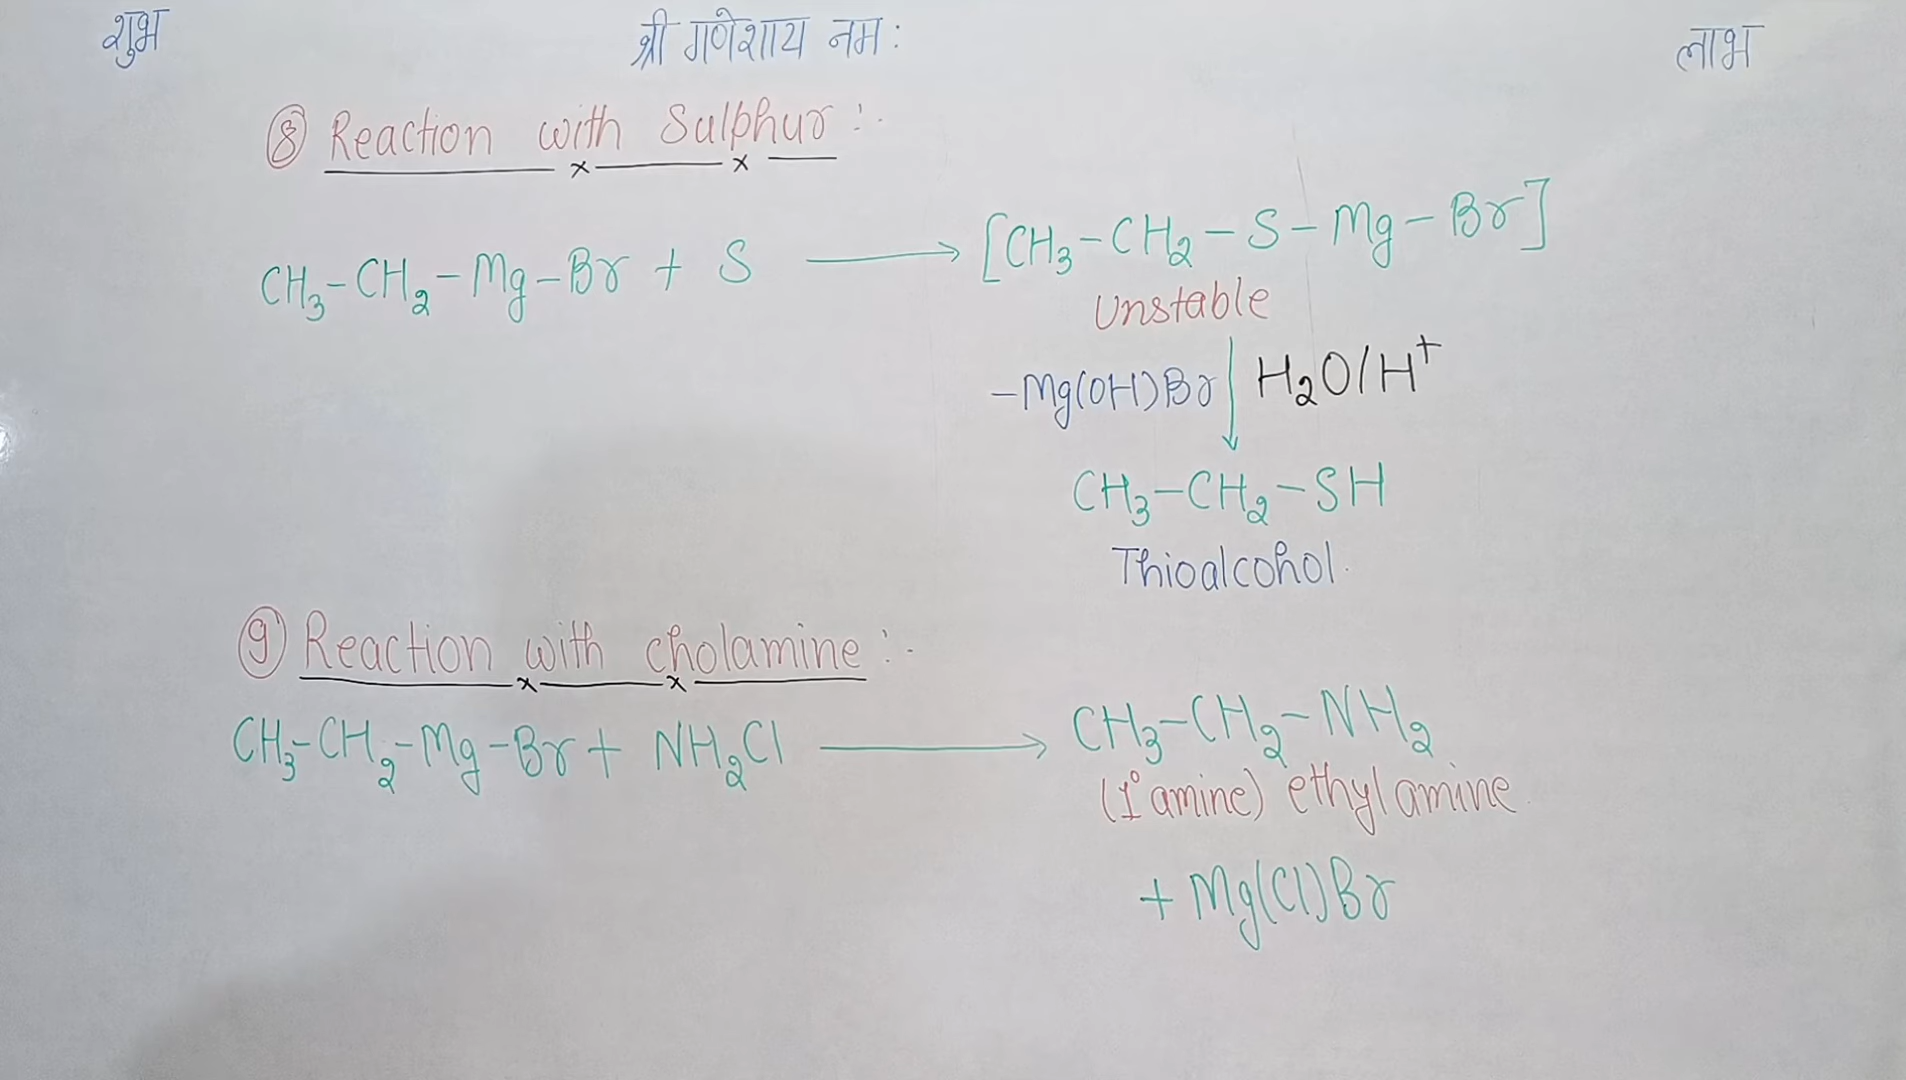 शुभ श्री गणेशाय नमः लाभ
⑧ Reaction with Sulphur :-
CH₃-CH₂-Mg-Br + S ⟶ [CH₃-CH₂-S-Mg-Br]
Unstable
-Mg(OH)Br ↓ H₂O/H⁺
CH₃-CH₂-SH
Thioalcohol.
⑨ Reaction with cholamine :-
CH₃-CH₂-Mg-Br + NH₂Cl ⟶ CH₃-CH₂-NH₂
(1° amine) ethylamine
+ Mg(Cl)Br